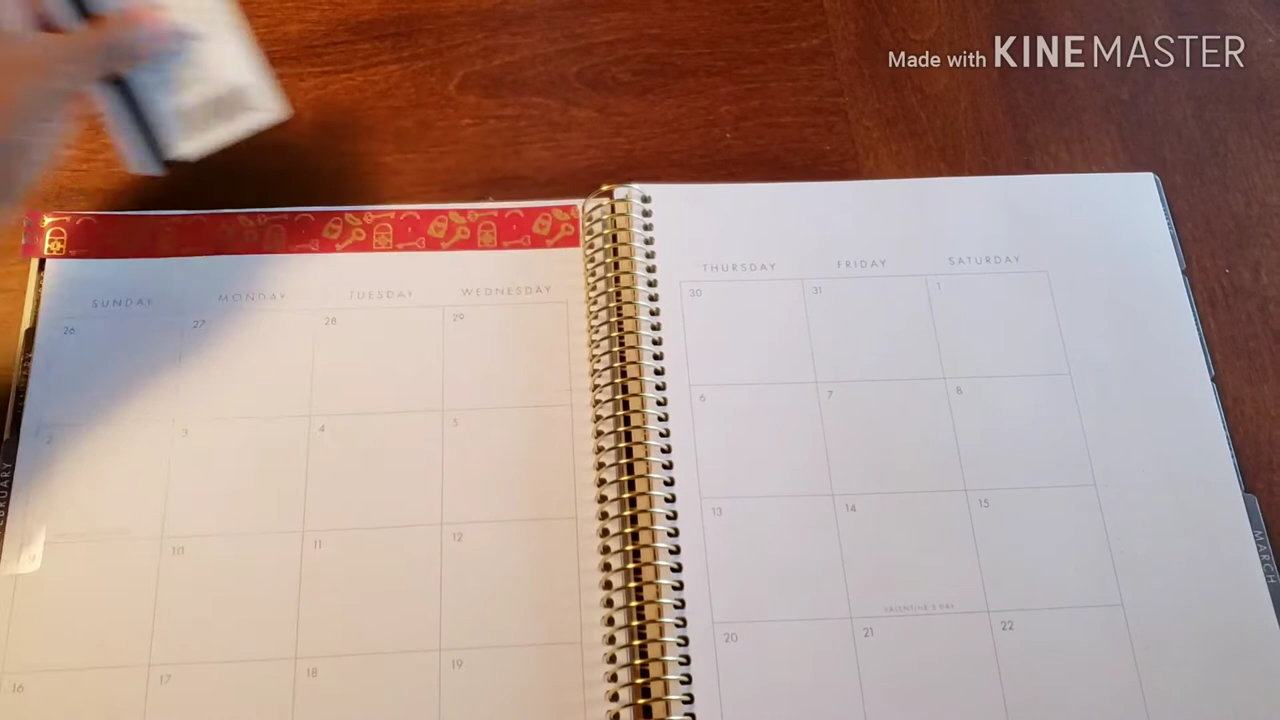 Made with KINEMASTER
SUNDAY MONDAY TUESDAY WEDNESDAY THURSDAY FRIDAY SATURDAY
26 27 28 29 30 31 1
2 3 4 5 6 7 8
10 11 12 13 14 15
VALENTINE'S DAY
16 17 18 19 20 21 22
MARCH